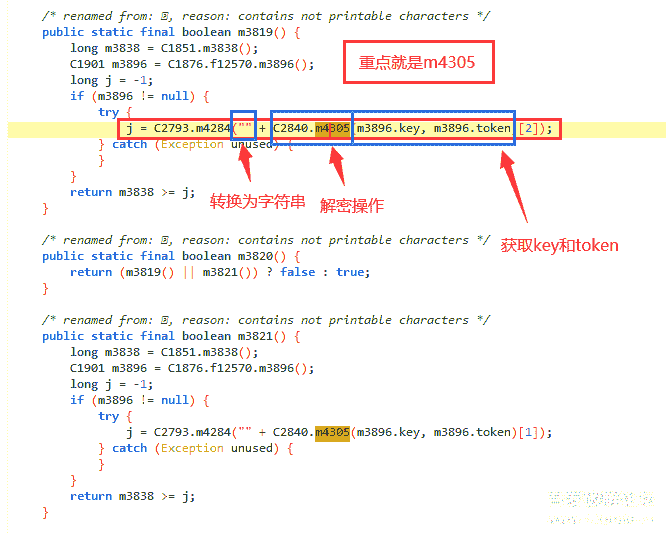 /* renamed from: ﾠ, reason: contains not printable characters */
public static final boolean m3819() {
long m3838 = C1851.m3838();
C1901 m3896 = C1876.f12570.m3896();
重点就是m4305
long j = -1;
if (m3896 != null) {
try {
j = C2793.m4284("" + C2840.m4305(m3896.key, m3896.token)[2]);
} catch (Exception unused) {
}
}
转换为字符串
解密操作
return m3838 >= j;
}
获取key和token
/* renamed from: , reason: contains not printable characters */
public static final boolean m3820() {
return (m3819() || m3821()) ? false : true;
}
/* renamed from: , reason: contains not printable characters */
public static final boolean m3821() {
long m3838 = C1851.m3838();
C1901 m3896 = C1876.f12570.m3896();
long j = -1;
if (m3896 != null) {
try {
j = C2793.m4284("" + C2840.m4305(m3896.key, m3896.token)[1]);
} catch (Exception unused) {
}
}
return m3838 >= j;
}